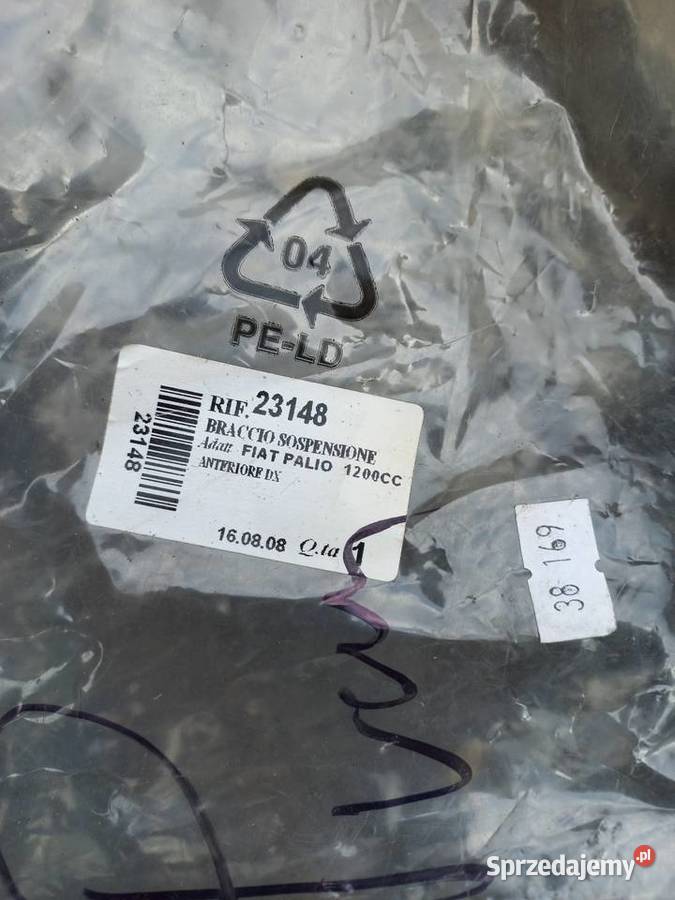 04
PE-LD
RIF. 23148
BRACCIO SOSPENSIONE
Adatt FIAT PALIO 1200CC
ANTERIORE DX
16.08.08 Q.ta 1
23148
38 169
Sprzedajemy.pl